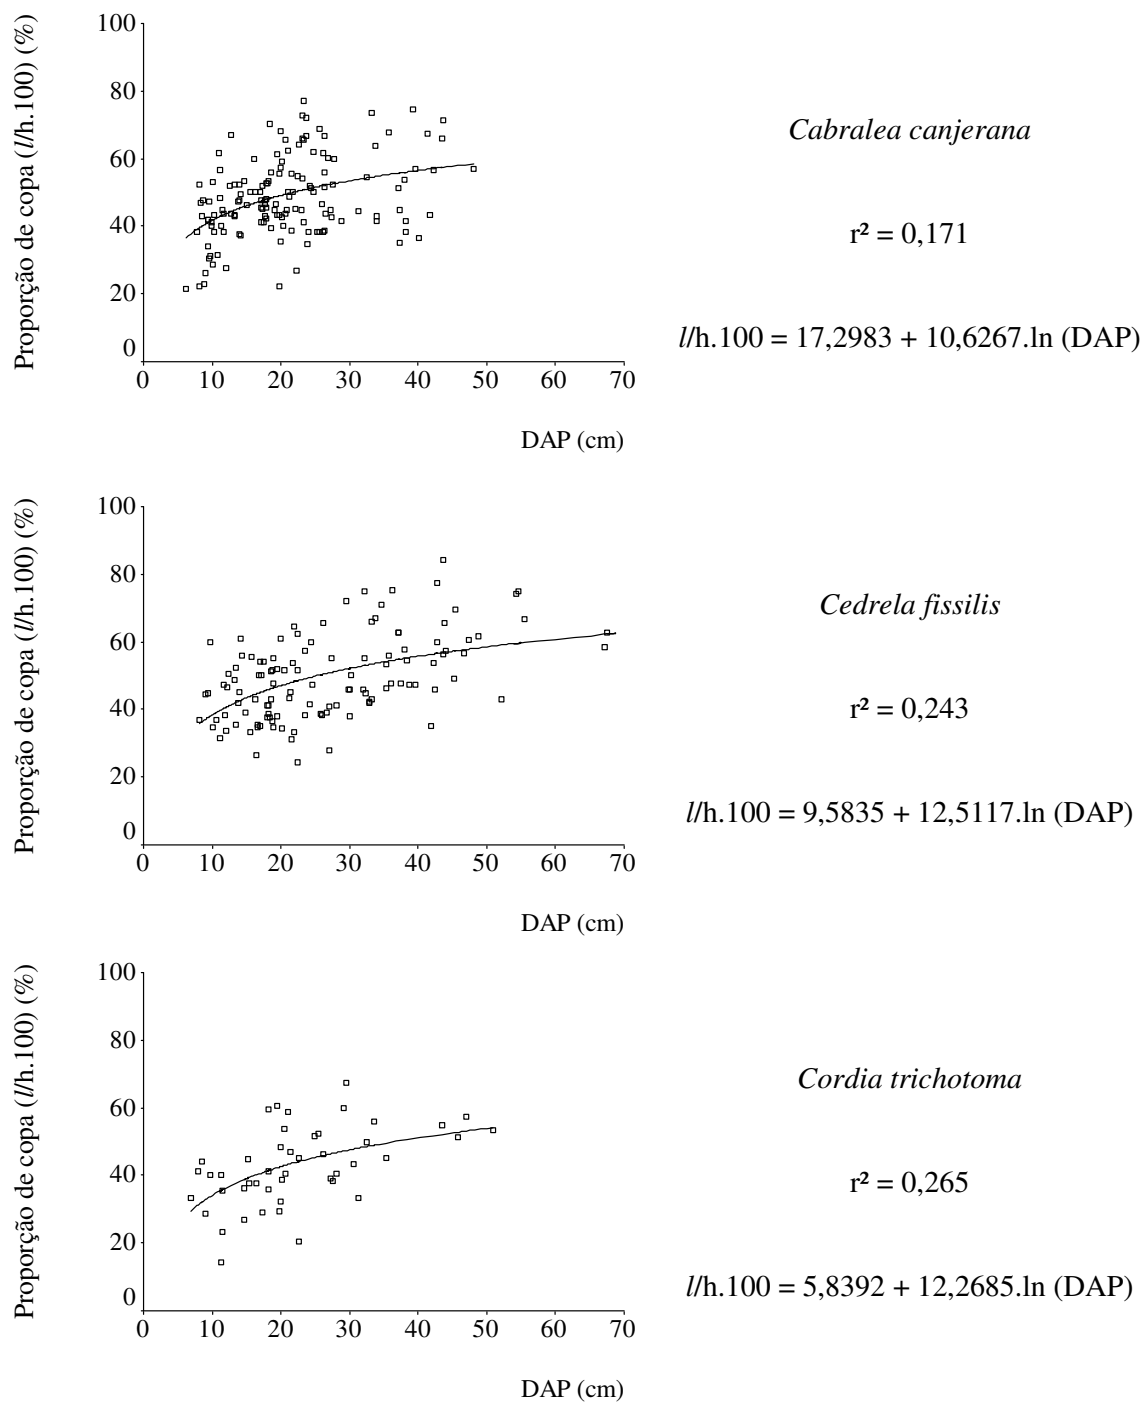 Proporção de copa (l/h.100) (%)
100
80
60
40
20
0
0 10 20 30 40 50 60 70
DAP (cm)
Cabralea canjerana
r² = 0,171
l/h.100 = 17,2983 + 10,6267.ln (DAP)
Proporção de copa (l/h.100) (%)
100
80
60
40
20
0
0 10 20 30 40 50 60 70
DAP (cm)
Cedrela fissilis
r² = 0,243
l/h.100 = 9,5835 + 12,5117.ln (DAP)
Proporção de copa (l/h.100) (%)
100
80
60
40
20
0
0 10 20 30 40 50 60 70
DAP (cm)
Cordia trichotoma
r² = 0,265
l/h.100 = 5,8392 + 12,2685.ln (DAP)